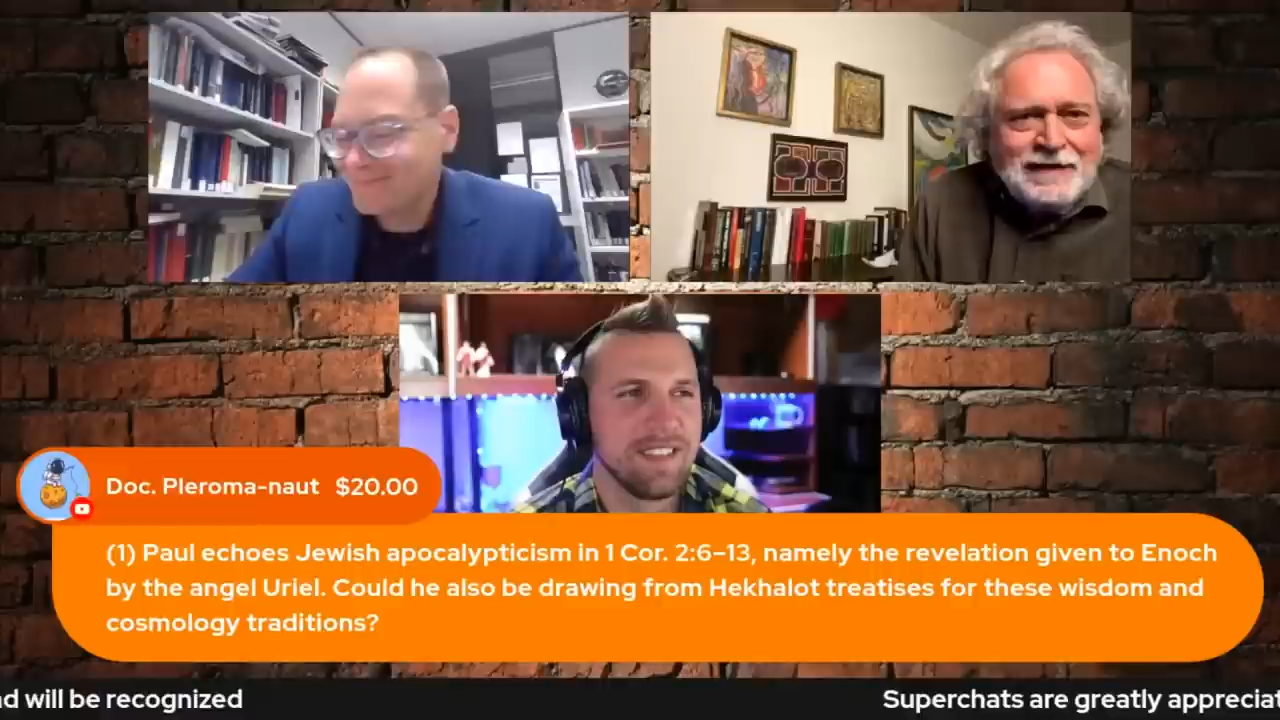 Doc. Pleroma-naut $20.00
(1) Paul echoes Jewish apocalypticism in 1 Cor. 2:6–13, namely the revelation given to Enoch
by the angel Uriel. Could he also be drawing from Hekhalot treatises for these wisdom and
cosmology traditions?
nd will be recognized
Superchats are greatly appreciat